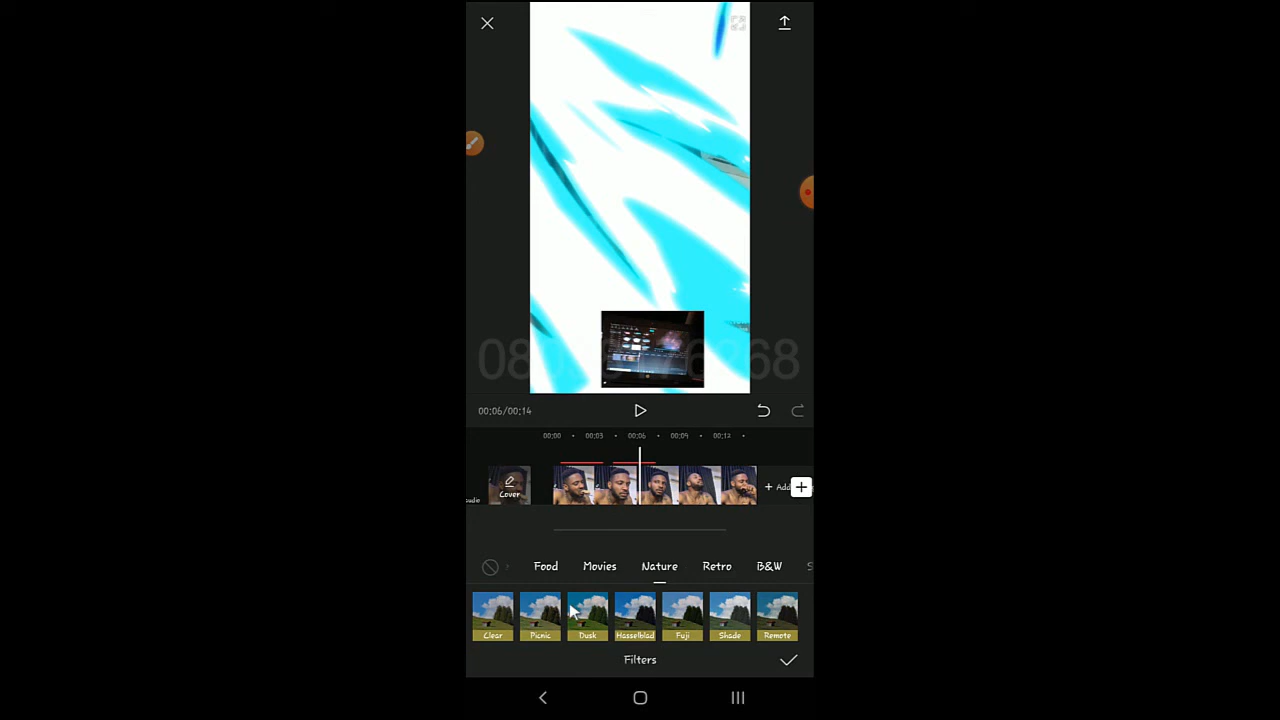 00:06/00:14
00:00 00:03 00:06 00:09 00:12
Cover
+ Add
Food Movies Nature Retro B&W S
Clear Picnic Dusk Hasselblad Fuji Shade Remote
Filters